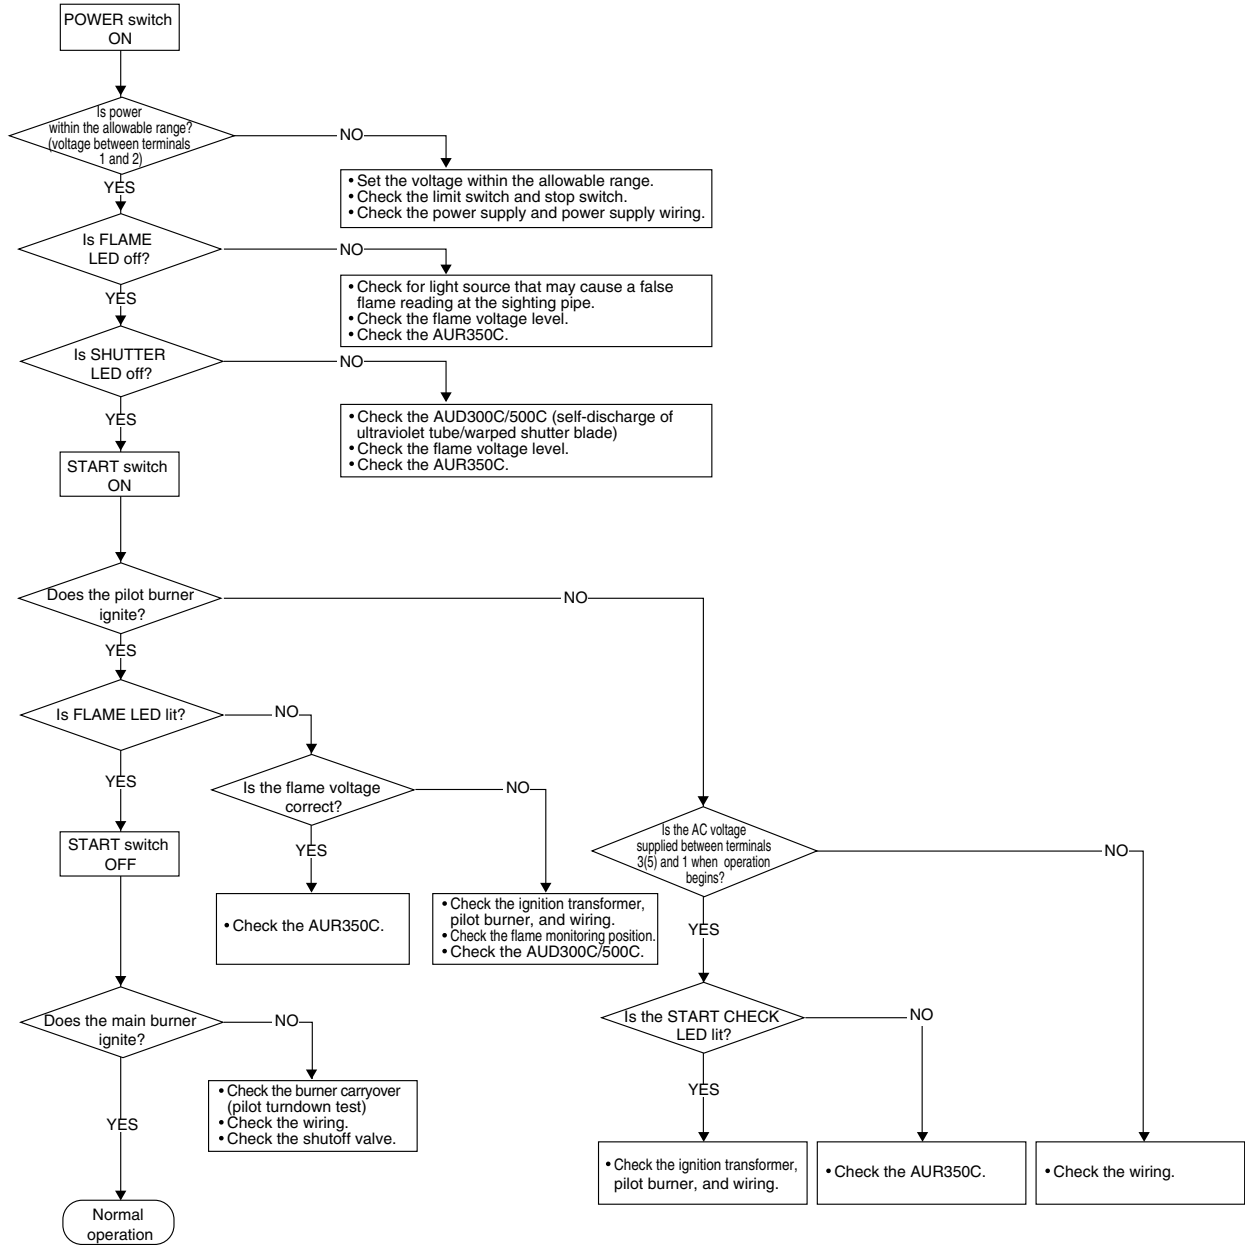 POWER switch
ON
Is power
within the allowable range?
(voltage between terminals
1 and 2)
NO
• Set the voltage within the allowable range.
• Check the limit switch and stop switch.
• Check the power supply and power supply wiring.
YES
Is FLAME
LED off?
NO
• Check for light source that may cause a false
flame reading at the sighting pipe.
• Check the flame voltage level.
• Check the AUR350C.
YES
Is SHUTTER
LED off?
NO
• Check the AUD300C/500C (self-discharge of
ultraviolet tube/warped shutter blade)
• Check the flame voltage level.
• Check the AUR350C.
YES
START switch
ON
Does the pilot burner
ignite?
NO
YES
Is FLAME LED lit?
NO
YES
Is the flame voltage
correct?
NO
YES
START switch
OFF
• Check the AUR350C.
• Check the ignition transformer,
pilot burner, and wiring.
• Check the flame monitoring position.
• Check the AUD300C/500C.
Is the AC voltage
supplied between terminals
3(5) and 1 when operation
begins?
NO
YES
Does the main burner
ignite?
NO
• Check the burner carryover
(pilot turndown test)
• Check the wiring.
• Check the shutoff valve.
YES
Normal
operation
Is the START CHECK
LED lit?
NO
YES
• Check the ignition transformer,
pilot burner, and wiring.
• Check the AUR350C.
• Check the wiring.